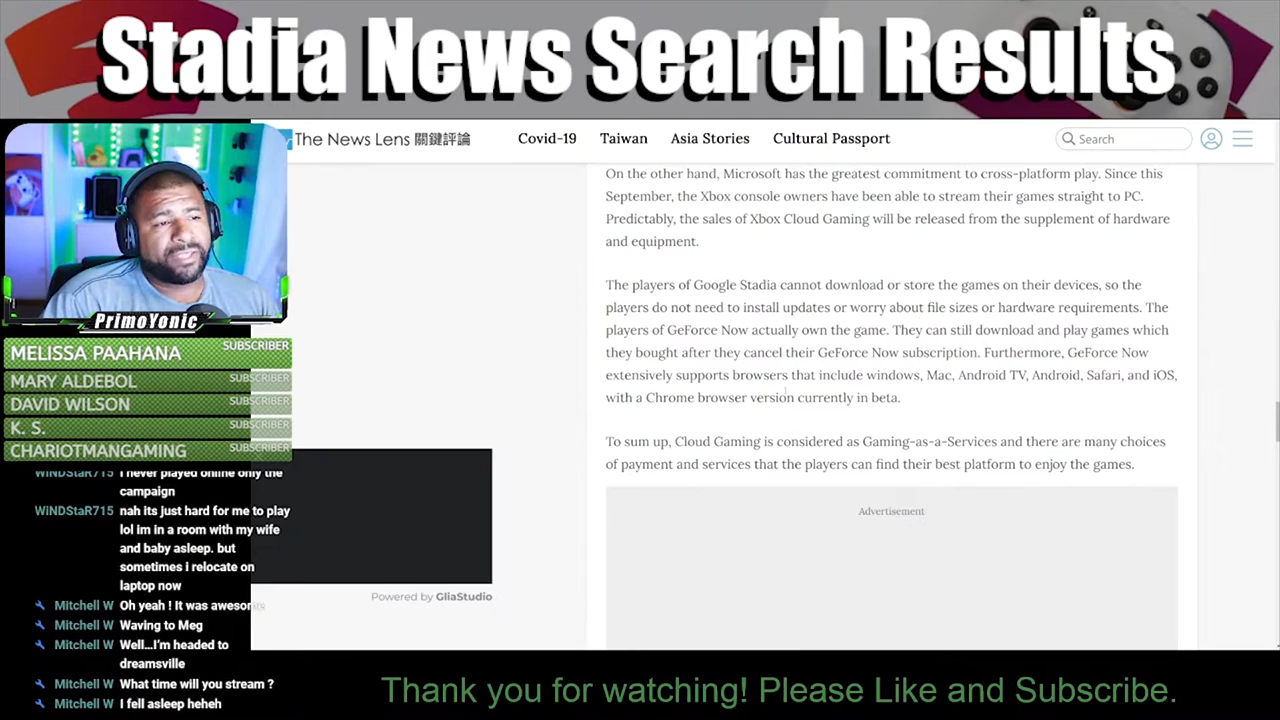 Stadia News Search Results
The News Lens 關鍵評論
Covid-19
Taiwan
Asia Stories
Cultural Passport
Search
On the other hand, Microsoft has the greatest commitment to cross-platform play. Since this
September, the Xbox console owners have been able to stream their games straight to PC.
Predictably, the sales of Xbox Cloud Gaming will be released from the supplement of hardware
and equipment.
The players of Google Stadia cannot download or store the games on their devices, so the
players do not need to install updates or worry about file sizes or hardware requirements. The
players of GeForce Now actually own the game. They can still download and play games which
they bought after they cancel their GeForce Now subscription. Furthermore, GeForce Now
extensively supports browsers that include windows, Mac, Android TV, Android, Safari, and iOS,
with a Chrome browser version currently in beta.
To sum up, Cloud Gaming is considered as Gaming-as-a-Services and there are many choices
of payment and services that the players can find their best platform to enjoy the games.
Advertisement
Powered by GliaStudio
PrimoYonic
MELISSA PAAHANA SUBSCRIBER
MARY ALDEBOL SUBSCRIBER
DAVID WILSON SUBSCRIBER
K. S. SUBSCRIBER
CHARIOTMANGAMING SUBSCRIBER
WiNDStaR715 I never played online only the
campaign
WiNDStaR715 nah its just hard for me to play
lol im in a room with my wife
and baby asleep. but
sometimes i relocate on
laptop now
Mitchell W Oh yeah ! It was awesome
Mitchell W Waving to Meg
Mitchell W Well…I'm headed to
dreamsville
Mitchell W What time will you stream ?
Mitchell W I fell asleep heheh
Thank you for watching! Please Like and Subscribe.